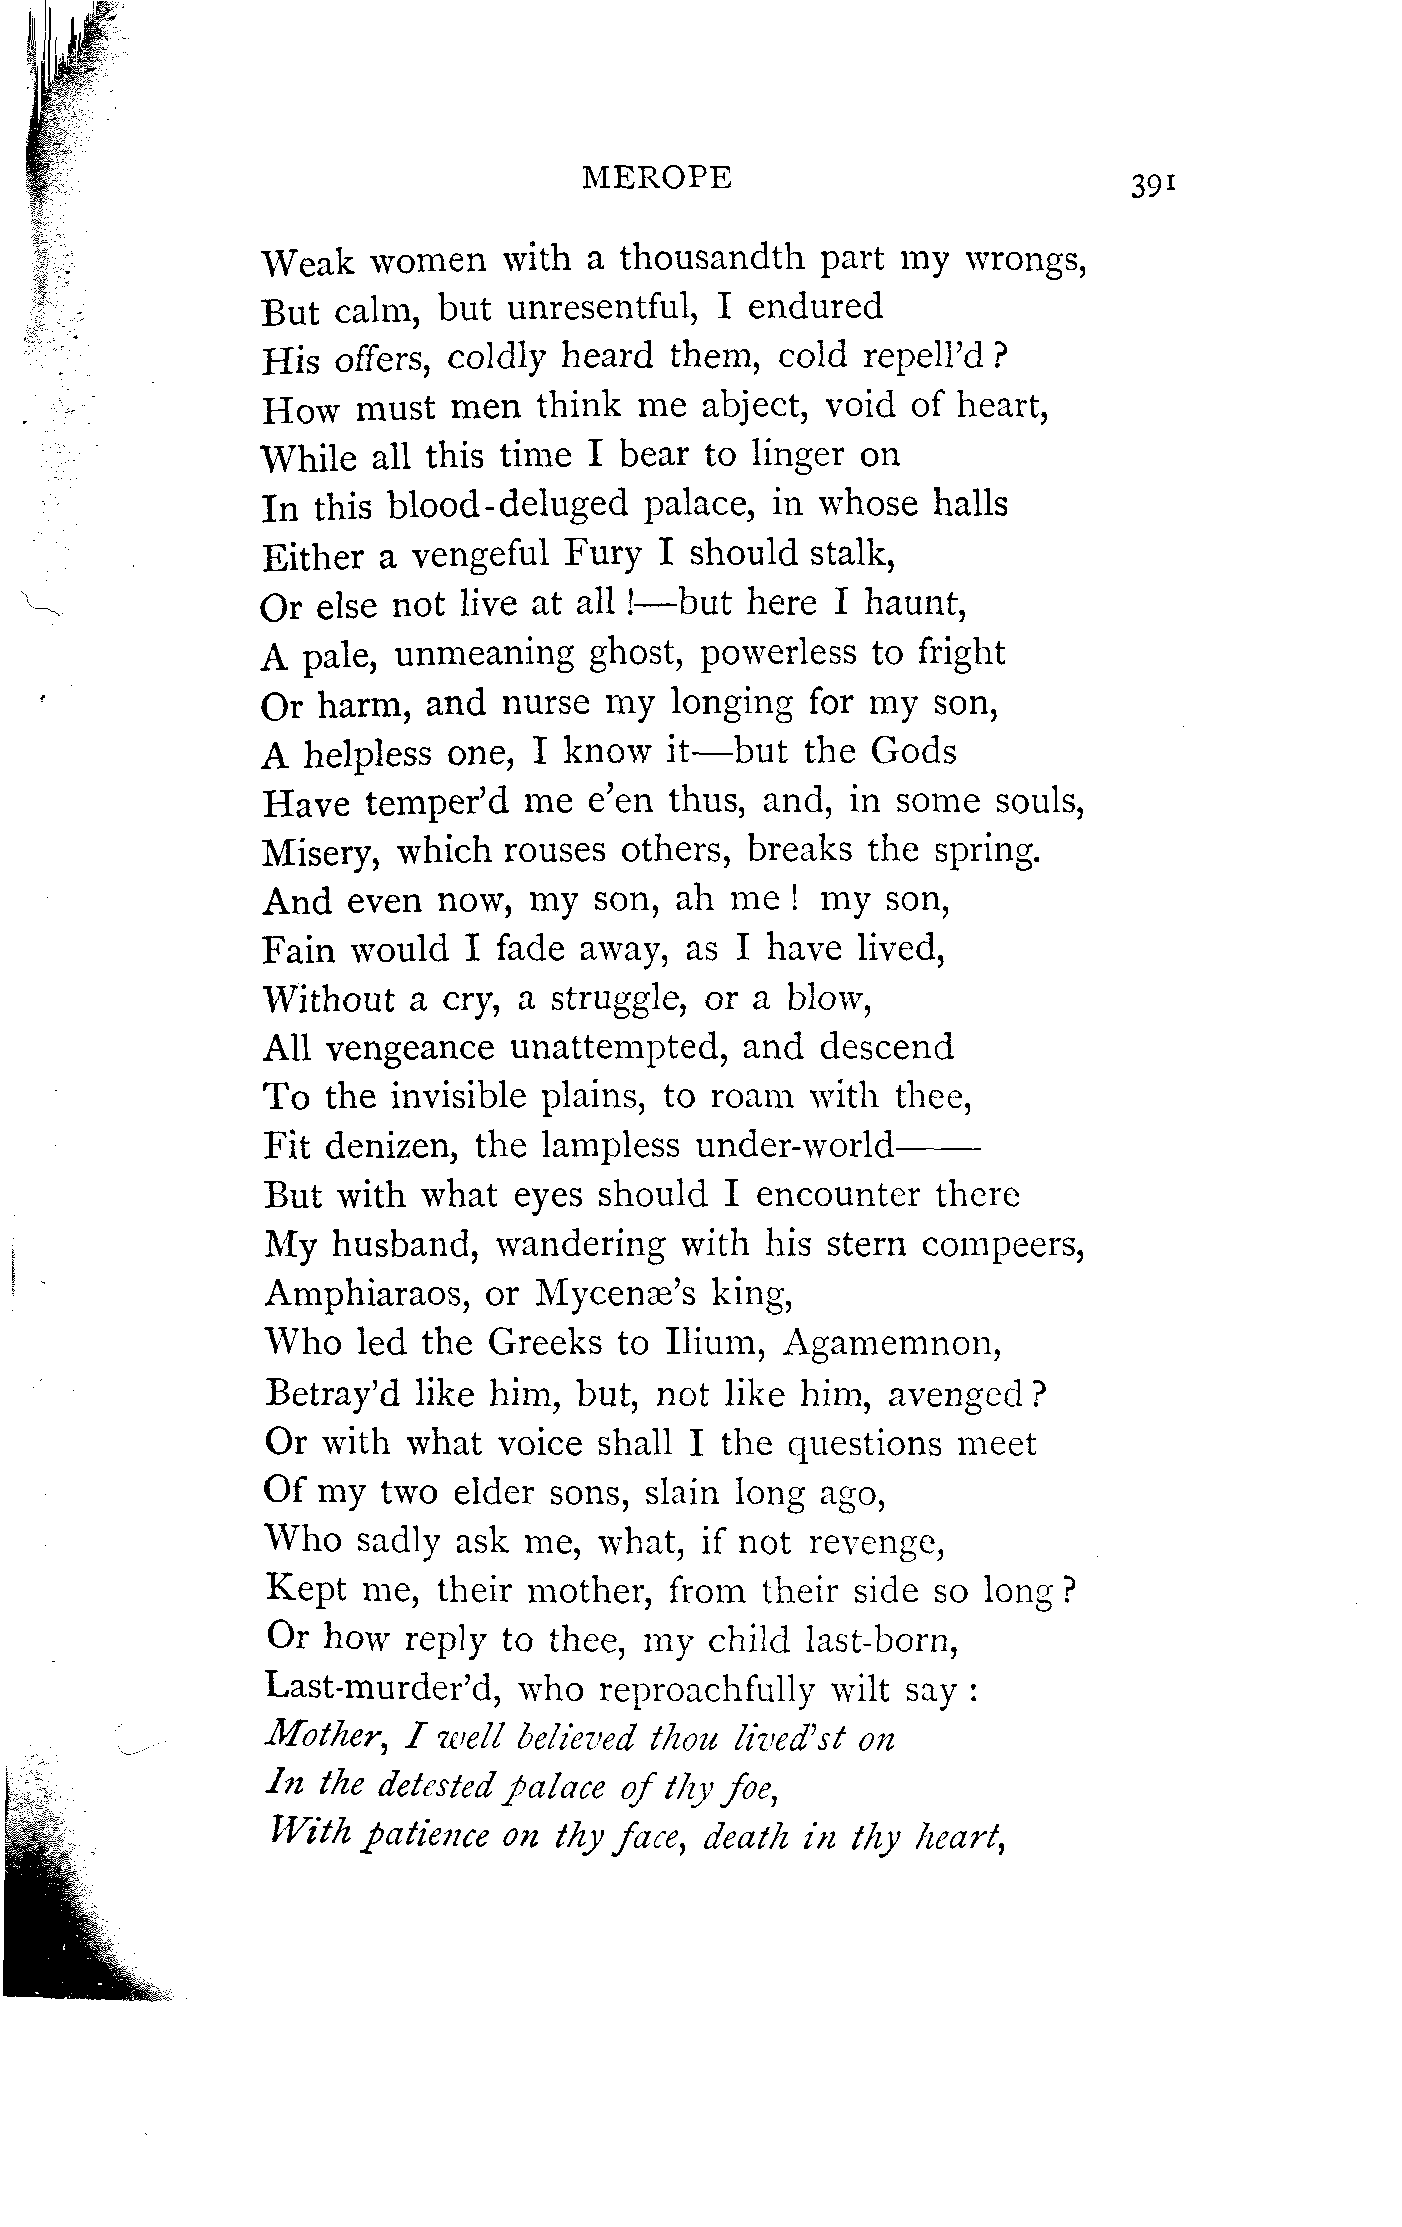 MEROPE 391
Weak women with a thousandth part my wrongs,
But calm, but unresentful, I endured
His offers, coldly heard them, cold repell'd?
How must men think me abject, void of heart,
While all this time I bear to linger on
In this blood-deluged palace, in whose halls
Either a vengeful Fury I should stalk,
Or else not live at all!—but here I haunt,
A pale, unmeaning ghost, powerless to fright
Or harm, and nurse my longing for my son,
A helpless one, I know it—but the Gods
Have temper'd me e'en thus, and, in some souls,
Misery, which rouses others, breaks the spring.
And even now, my son, ah me! my son,
Fain would I fade away, as I have lived,
Without a cry, a struggle, or a blow,
All vengeance unattempted, and descend
To the invisible plains, to roam with thee,
Fit denizen, the lampless under-world——
But with what eyes should I encounter there
My husband, wandering with his stern compeers,
Amphiaraos, or Mycenæ's king,
Who led the Greeks to Ilium, Agamemnon,
Betray'd like him, but, not like him, avenged?
Or with what voice shall I the questions meet
Of my two elder sons, slain long ago,
Who sadly ask me, what, if not revenge,
Kept me, their mother, from their side so long?
Or how reply to thee, my child last-born,
Last-murder'd, who reproachfully wilt say:
Mother, I well believed thou lived'st on
In the detested palace of thy foe,
With patience on thy face, death in thy heart,